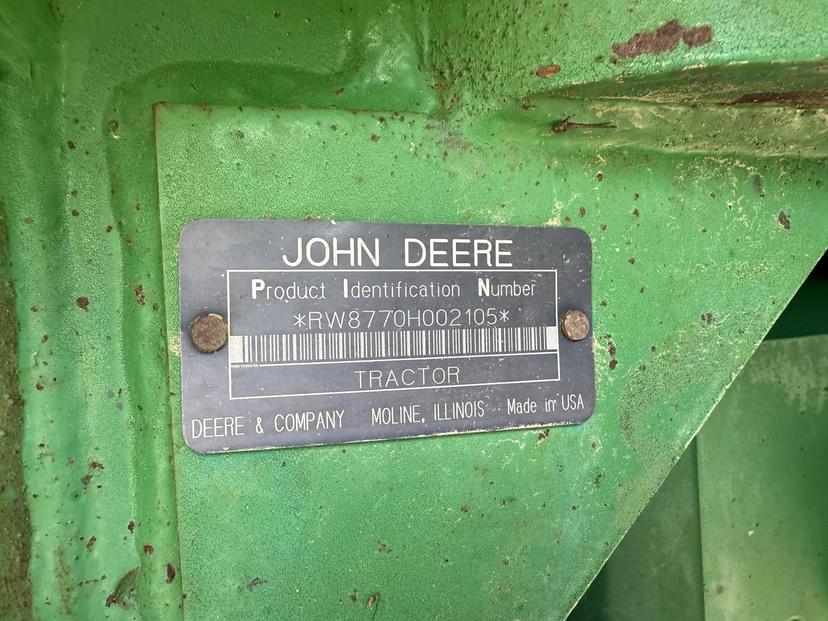 JOHN DEERE
Product Identification Number
*RW8770H002105*
TRACTOR
DEERE & COMPANY MOLINE, ILLINOIS Made in USA